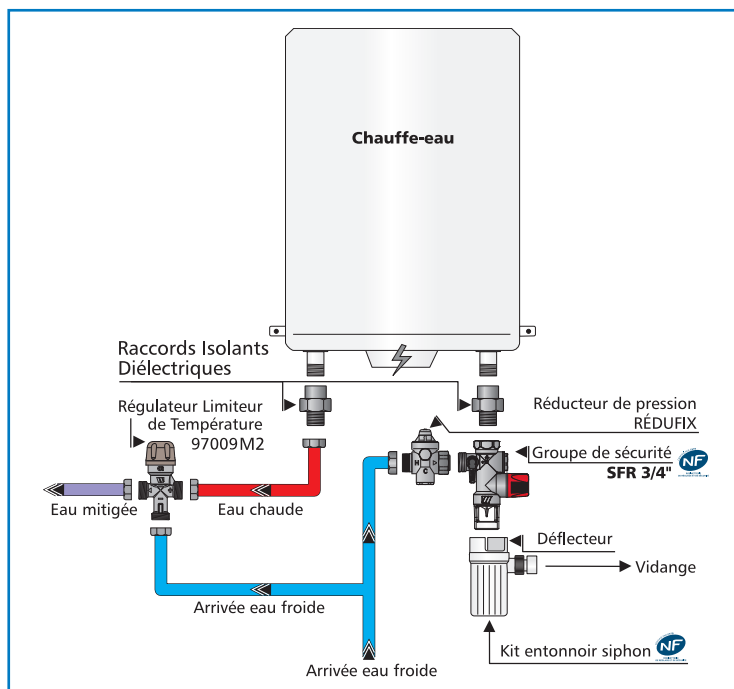 Chauffe-eau
Raccords Isolants
Diélectriques
Régulateur Limiteur
de Température
97009M2
Réducteur de pression
RÉDUFIX
Groupe de sécurité
SFR 3/4"
NF
Eau mitigée
Eau chaude
Déflecteur
Vidange
Arrivée eau froide
Kit entonnoir siphon
NF
Arrivée eau froide